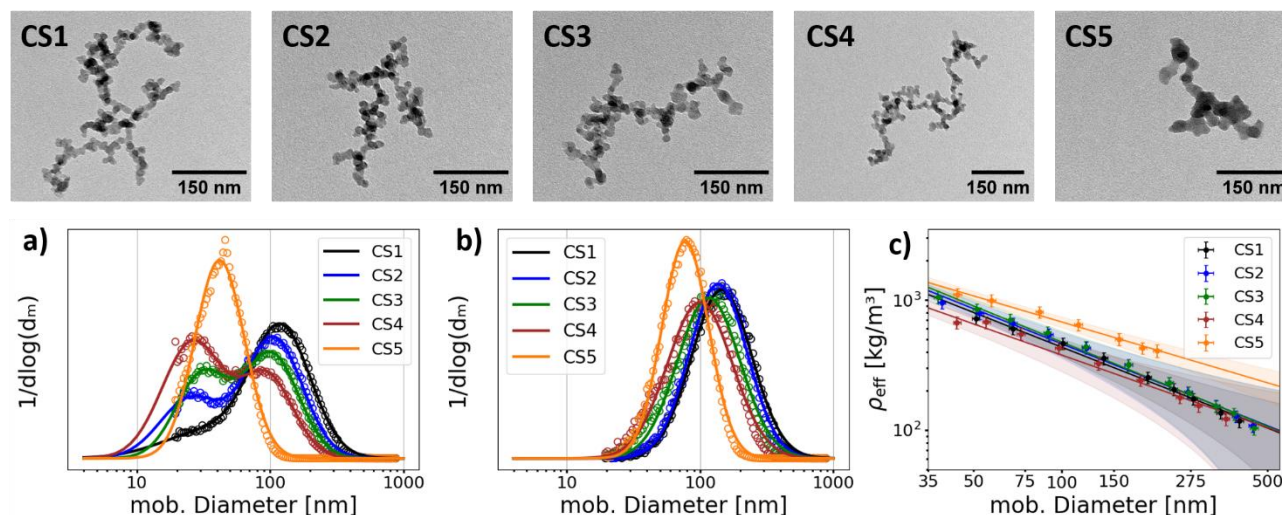 CS1
CS2
CS3
CS4
CS5
150 nm
150 nm
150 nm
150 nm
150 nm
a)
1/dlog(dₘ)
CS1
CS2
CS3
CS4
CS5
10
100
1000
mob. Diameter [nm]
b)
1/dlog(dₘ)
CS1
CS2
CS3
CS4
CS5
10
100
1000
mob. Diameter [nm]
c)
ρeff [kg/m³]
10³
10²
CS1
CS2
CS3
CS4
CS5
35
50
75
100
150
275
500
mob. Diameter [nm]